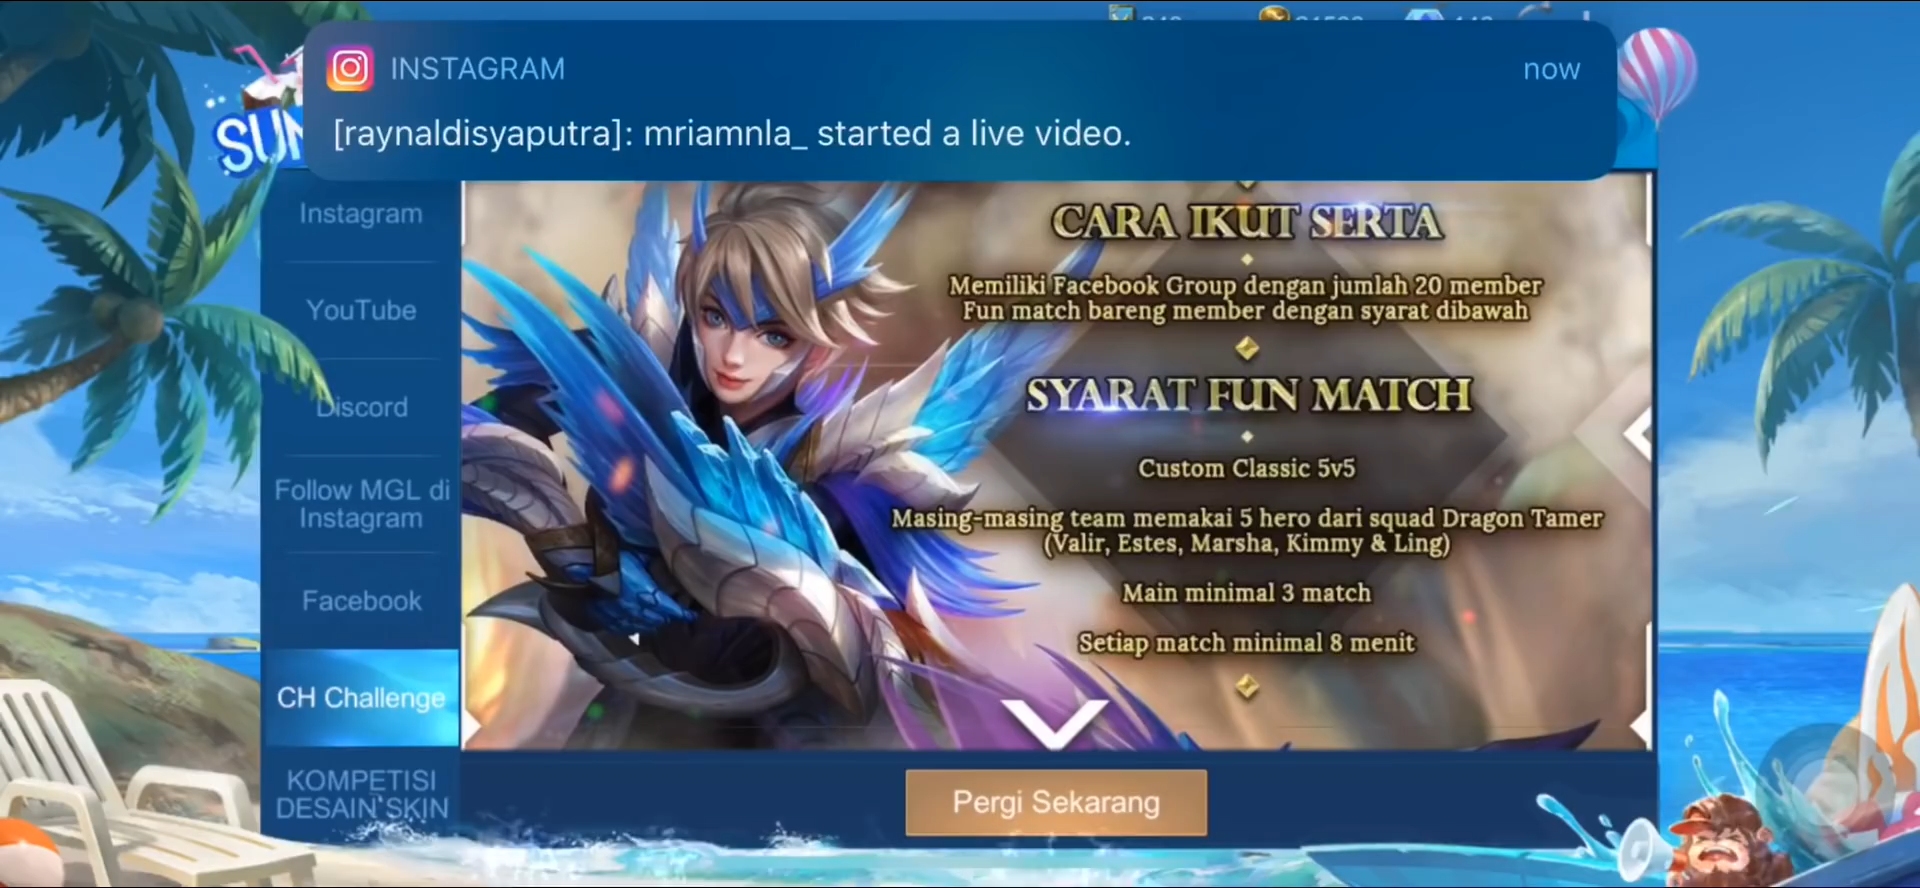 INSTAGRAM
now
[raynaldisyaputra]: mriamnla_ started a live video.
SUN
Instagram
YouTube
Discord
Follow MGL di
Instagram
Facebook
CH Challenge
KOMPETISI
DESAIN SKIN
CARA IKUT SERTA
Memiliki Facebook Group dengan jumlah 20 member
Fun match bareng member dengan syarat dibawah
SYARAT FUN MATCH
Custom Classic 5v5
Masing-masing team memakai 5 hero dari squad Dragon Tamer
(Valir, Estes, Marsha, Kimmy & Ling)
Main minimal 3 match
Setiap match minimal 8 menit
Pergi Sekarang